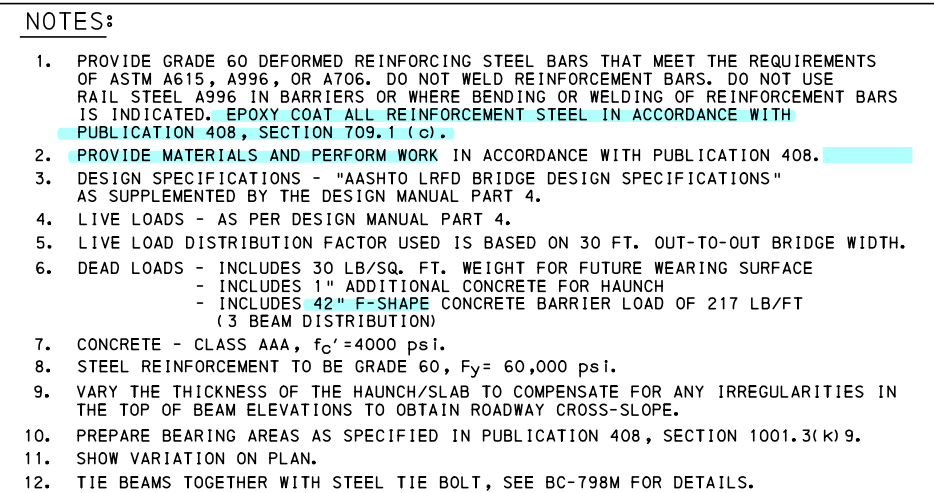 NOTES:
1. PROVIDE GRADE 60 DEFORMED REINFORCING STEEL BARS THAT MEET THE REQUIREMENTS
OF ASTM A615, A996, OR A706. DO NOT WELD REINFORCEMENT BARS. DO NOT USE
RAIL STEEL A996 IN BARRIERS OR WHERE BENDING OR WELDING OF REINFORCEMENT BARS
IS INDICATED. EPOXY COAT ALL REINFORCEMENT STEEL IN ACCORDANCE WITH
PUBLICATION 408, SECTION 709.1 (c).
2. PROVIDE MATERIALS AND PERFORM WORK IN ACCORDANCE WITH PUBLICATION 408.
3. DESIGN SPECIFICATIONS - "AASHTO LRFD BRIDGE DESIGN SPECIFICATIONS"
AS SUPPLEMENTED BY THE DESIGN MANUAL PART 4.
4. LIVE LOADS - AS PER DESIGN MANUAL PART 4.
5. LIVE LOAD DISTRIBUTION FACTOR USED IS BASED ON 30 FT. OUT-TO-OUT BRIDGE WIDTH.
6. DEAD LOADS - INCLUDES 30 LB/SQ. FT. WEIGHT FOR FUTURE WEARING SURFACE
- INCLUDES 1" ADDITIONAL CONCRETE FOR HAUNCH
- INCLUDES 42" F-SHAPE CONCRETE BARRIER LOAD OF 217 LB/FT
(3 BEAM DISTRIBUTION)
7. CONCRETE - CLASS AAA, fc'=4000 psi.
8. STEEL REINFORCEMENT TO BE GRADE 60, Fy= 60,000 psi.
9. VARY THE THICKNESS OF THE HAUNCH/SLAB TO COMPENSATE FOR ANY IRREGULARITIES IN
THE TOP OF BEAM ELEVATIONS TO OBTAIN ROADWAY CROSS-SLOPE.
10. PREPARE BEARING AREAS AS SPECIFIED IN PUBLICATION 408, SECTION 1001.3(k)9.
11. SHOW VARIATION ON PLAN.
12. TIE BEAMS TOGETHER WITH STEEL TIE BOLT, SEE BC-798M FOR DETAILS.